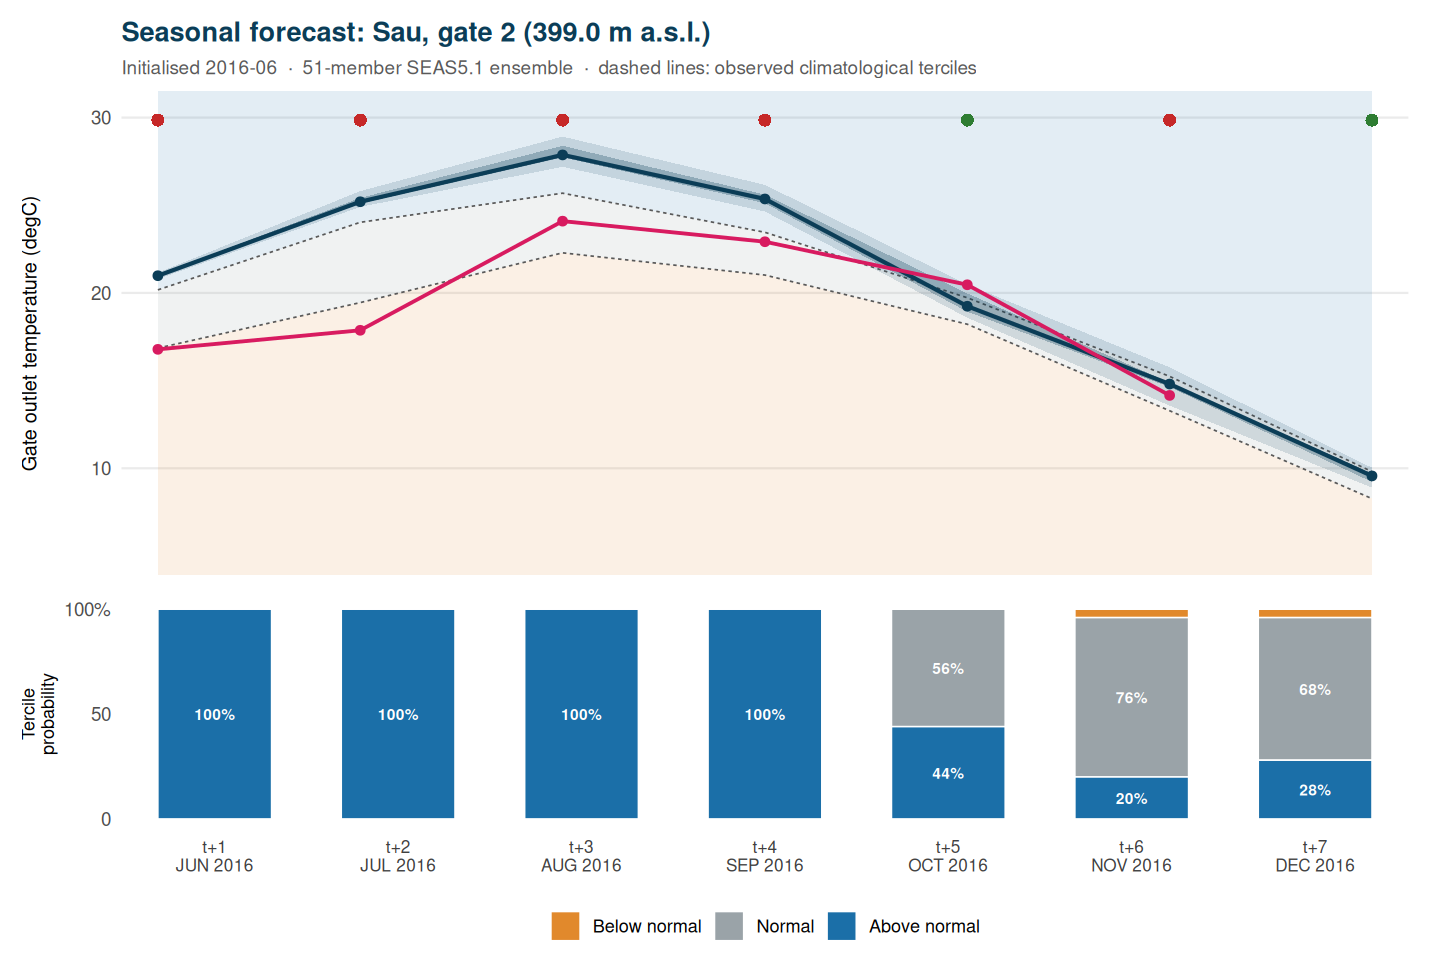 Seasonal forecast: Sau, gate 2 (399.0 m a.s.l.)
Initialised 2016-06 · 51-member SEAS5.1 ensemble · dashed lines: observed climatological terciles
Gate outlet temperature (degC)
30
20
10
Tercile
probability
100%
50
0
100%
100%
100%
100%
56%
44%
76%
20%
68%
28%
t+1
JUN 2016
t+2
JUL 2016
t+3
AUG 2016
t+4
SEP 2016
t+5
OCT 2016
t+6
NOV 2016
t+7
DEC 2016
Below normal
Normal
Above normal